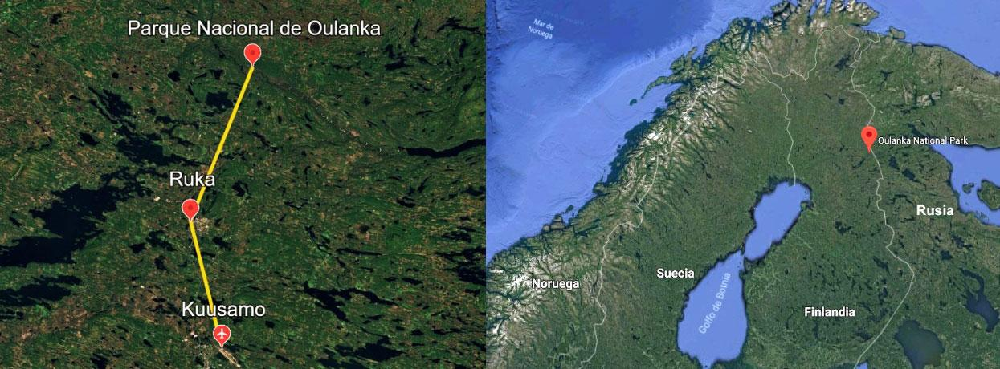 Parque Nacional de Oulanka
Ruka
Kuusamo
Mar de
Noruega
Oulanka National Park
Rusia
Suecia
Noruega
Golfo de Botnia
Finlandia